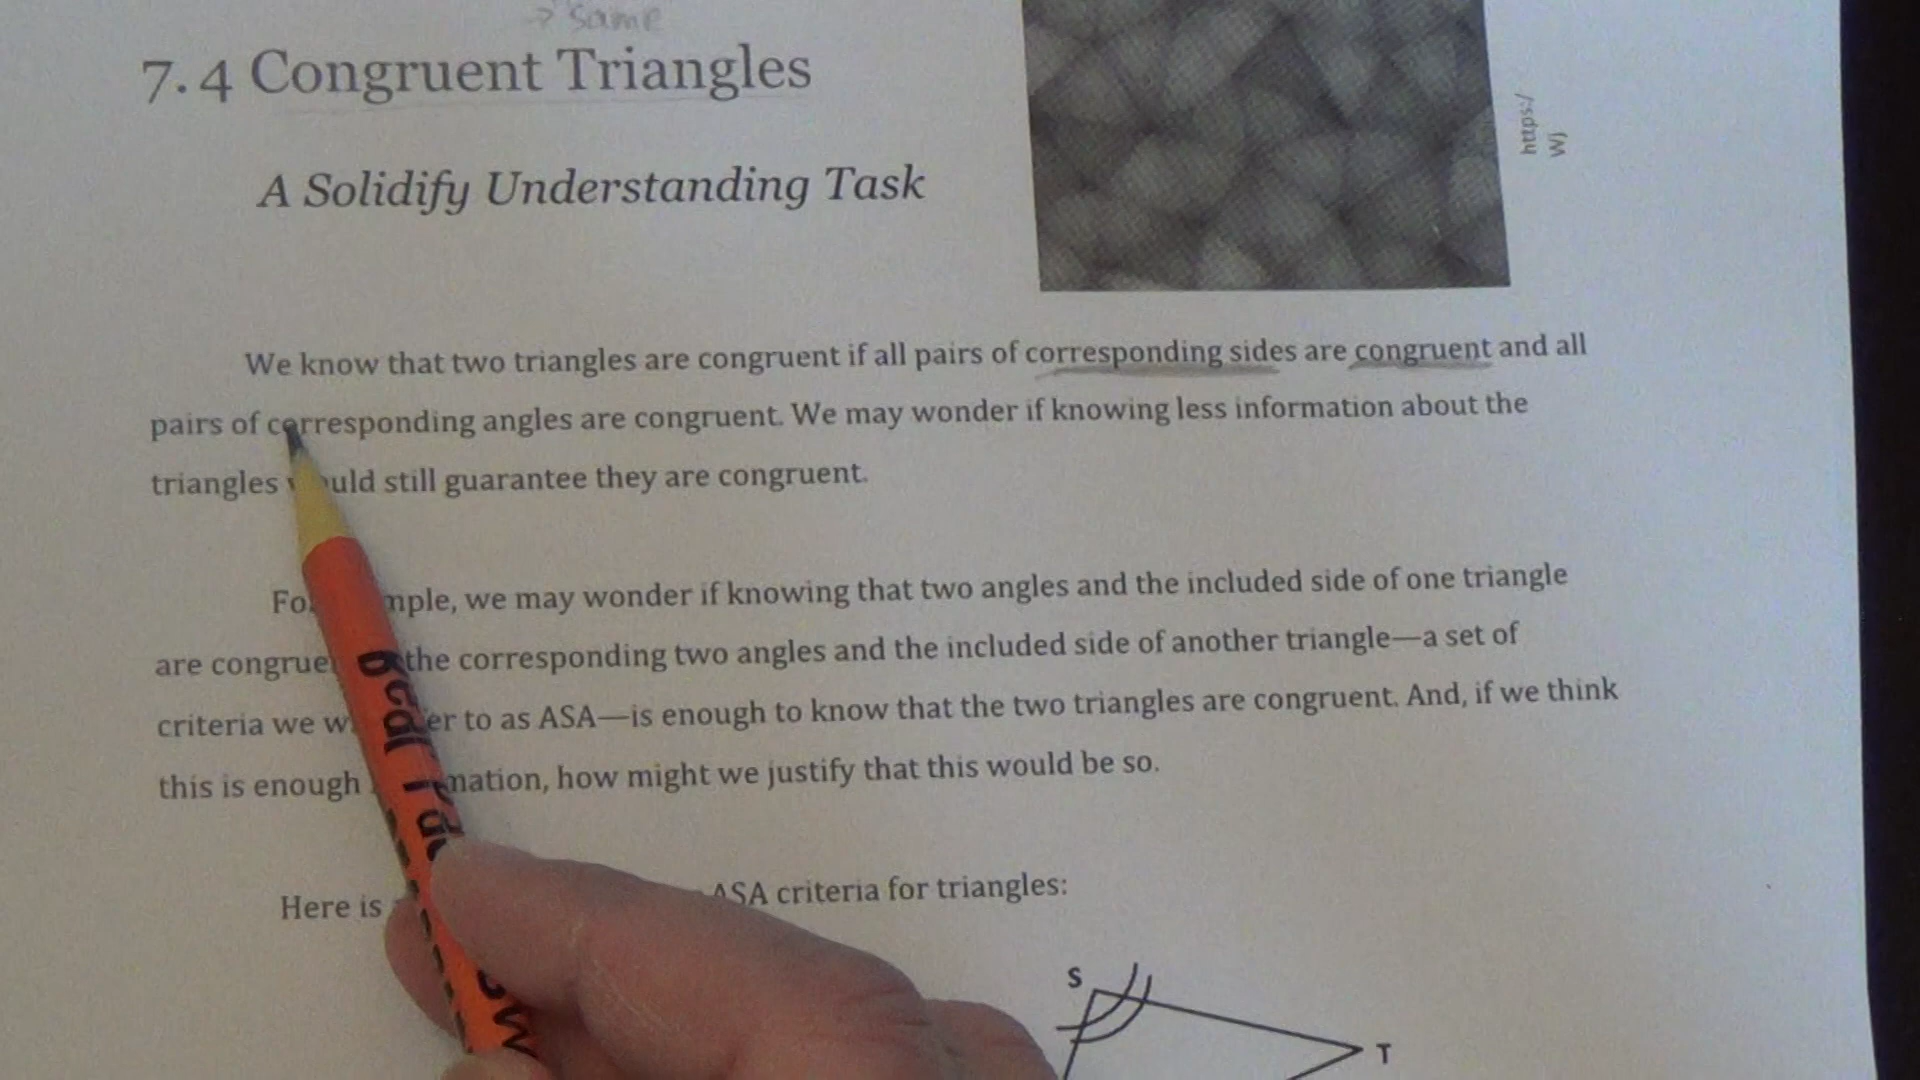 → same
7.4 Congruent Triangles
A Solidify Understanding Task
https:/
Wj
We know that two triangles are congruent if all pairs of corresponding sides are congruent and all
pairs of corresponding angles are congruent. We may wonder if knowing less information about the
triangles would still guarantee they are congruent.
For example, we may wonder if knowing that two angles and the included side of one triangle
are congruent the corresponding two angles and the included side of another triangle—a set of
criteria we er to as ASA—is enough to know that the two triangles are congruent. And, if we think
this is enough mation, how might we justify that this would be so.
Here is ASA criteria for triangles:
S
T